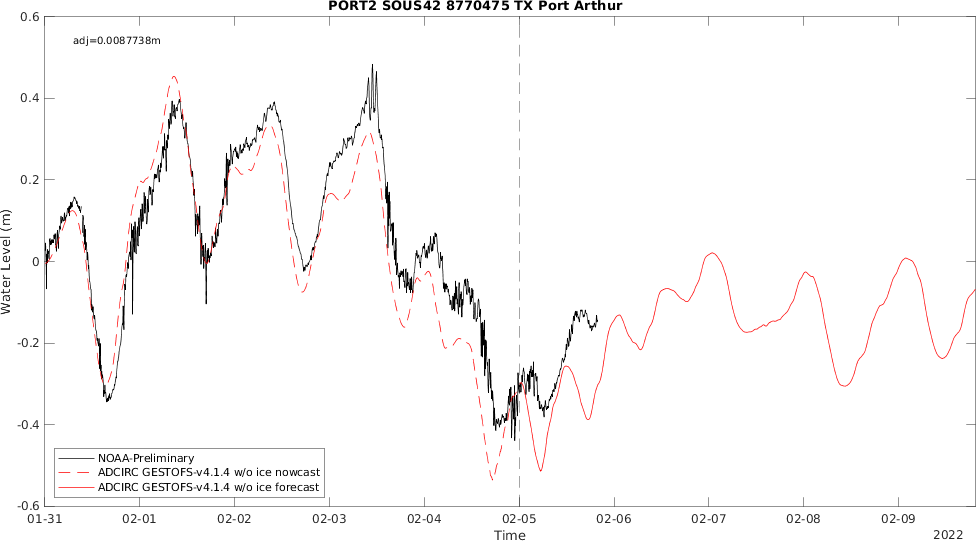 PORT2 SOUS42 8770475 TX Port Arthur
0.6
adj=0.0087738m
0.4
0.2
0
-0.2
-0.4
-0.6
Water Level (m)
NOAA-Preliminary
ADCIRC GESTOFS-v4.1.4 w/o ice nowcast
ADCIRC GESTOFS-v4.1.4 w/o ice forecast
01-31 02-01 02-02 02-03 02-04 02-05 02-06 02-07 02-08 02-09
Time
2022